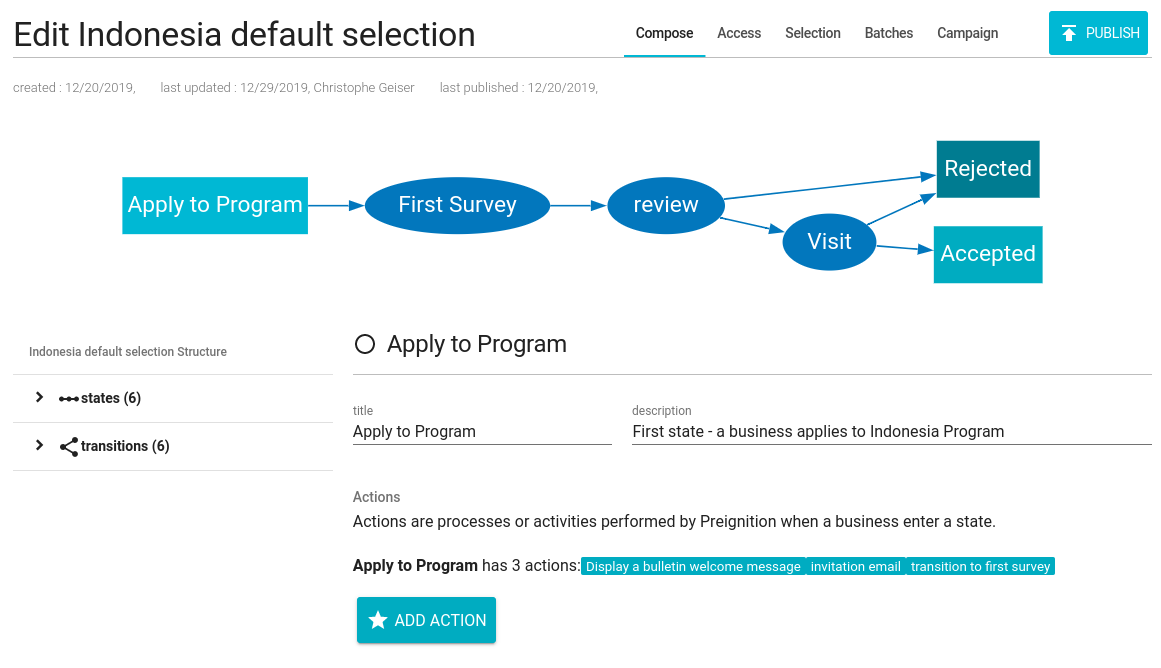 Edit Indonesia default selection
Compose Access Selection Batches Campaign PUBLISH
created : 12/20/2019, last updated : 12/29/2019, Christophe Geiser last published : 12/20/2019,
Rejected
Apply to Program First Survey review
Visit
Accepted
Indonesia default selection Structure
states (6)
transitions (6)
Apply to Program
title description
Apply to Program First state - a business applies to Indonesia Program
Actions
Actions are processes or activities performed by Preignition when a business enter a state.
Apply to Program has 3 actions: Display a bulletin welcome message invitation email transition to first survey
ADD ACTION